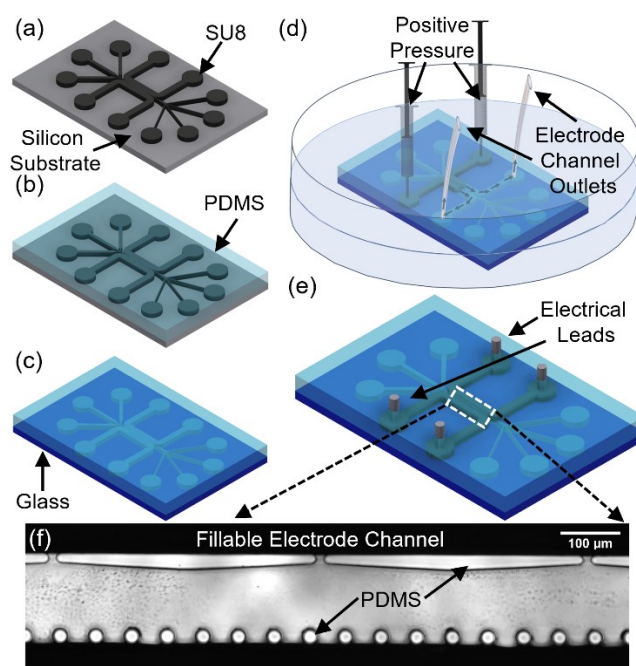 (a)
SU8
Silicon
Substrate
(b)
PDMS
(c)
Glass
(d)
Positive
Pressure
Electrode
Channel
Outlets
(e)
Electrical
Leads
(f)
Fillable Electrode Channel
100 µm
PDMS